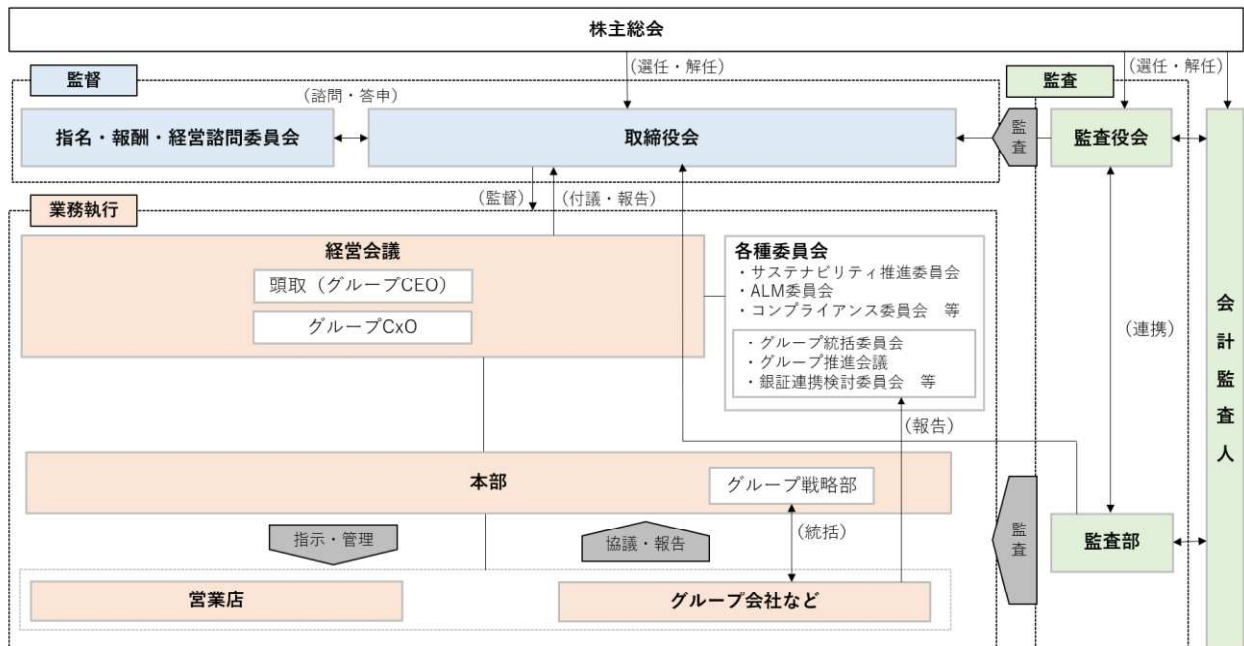 株主総会
監督
(選任・解任)
監査
(選任・解任)
(諮問・答申)
指名・報酬・経営諮問委員会
取締役会
監査
監査役会
(監督)
(付議・報告)
業務執行
経営会議
頭取（グループCEO）
グループCxO
各種委員会
・サステナビリティ推進委員会
・ALM委員会
・コンプライアンス委員会　等
・グループ統括委員会
・グループ推進会議
・銀証連携検討委員会　等
(連携)
会計監査人
(報告)
本部
グループ戦略部
指示・管理
協議・報告
(統括)
監査
監査部
営業店
グループ会社など